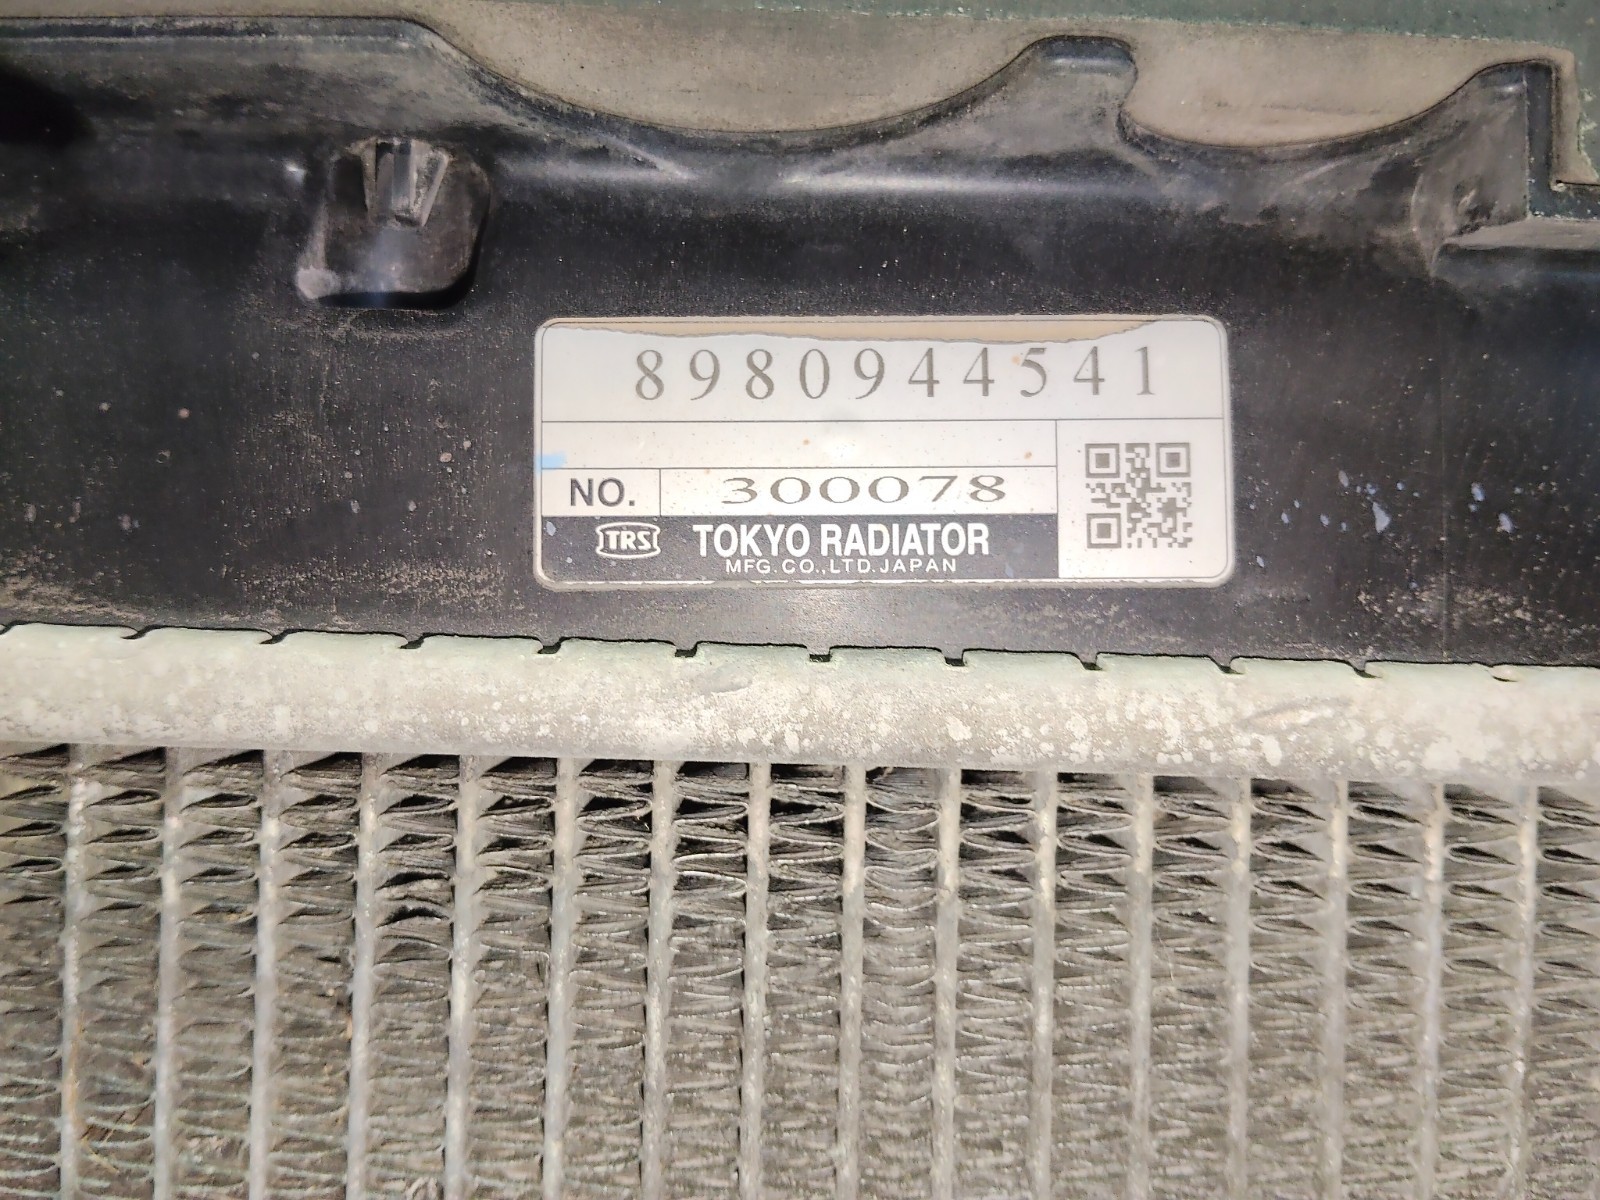 8980944541
NO. 300078
TRS TOKYO RADIATOR
MFG.CO.,LTD.JAPAN